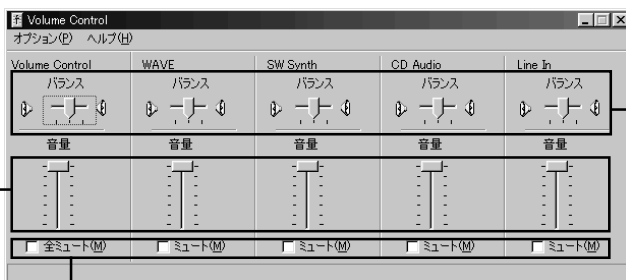 Volume Control
オプション(P) ヘルプ(H)
Volume Control WAVE SW Synth CD Audio Line In
バランス バランス バランス バランス バランス
音量 音量 音量 音量 音量
全ミュート(M) ミュート(M) ミュート(M) ミュート(M) ミュート(M)